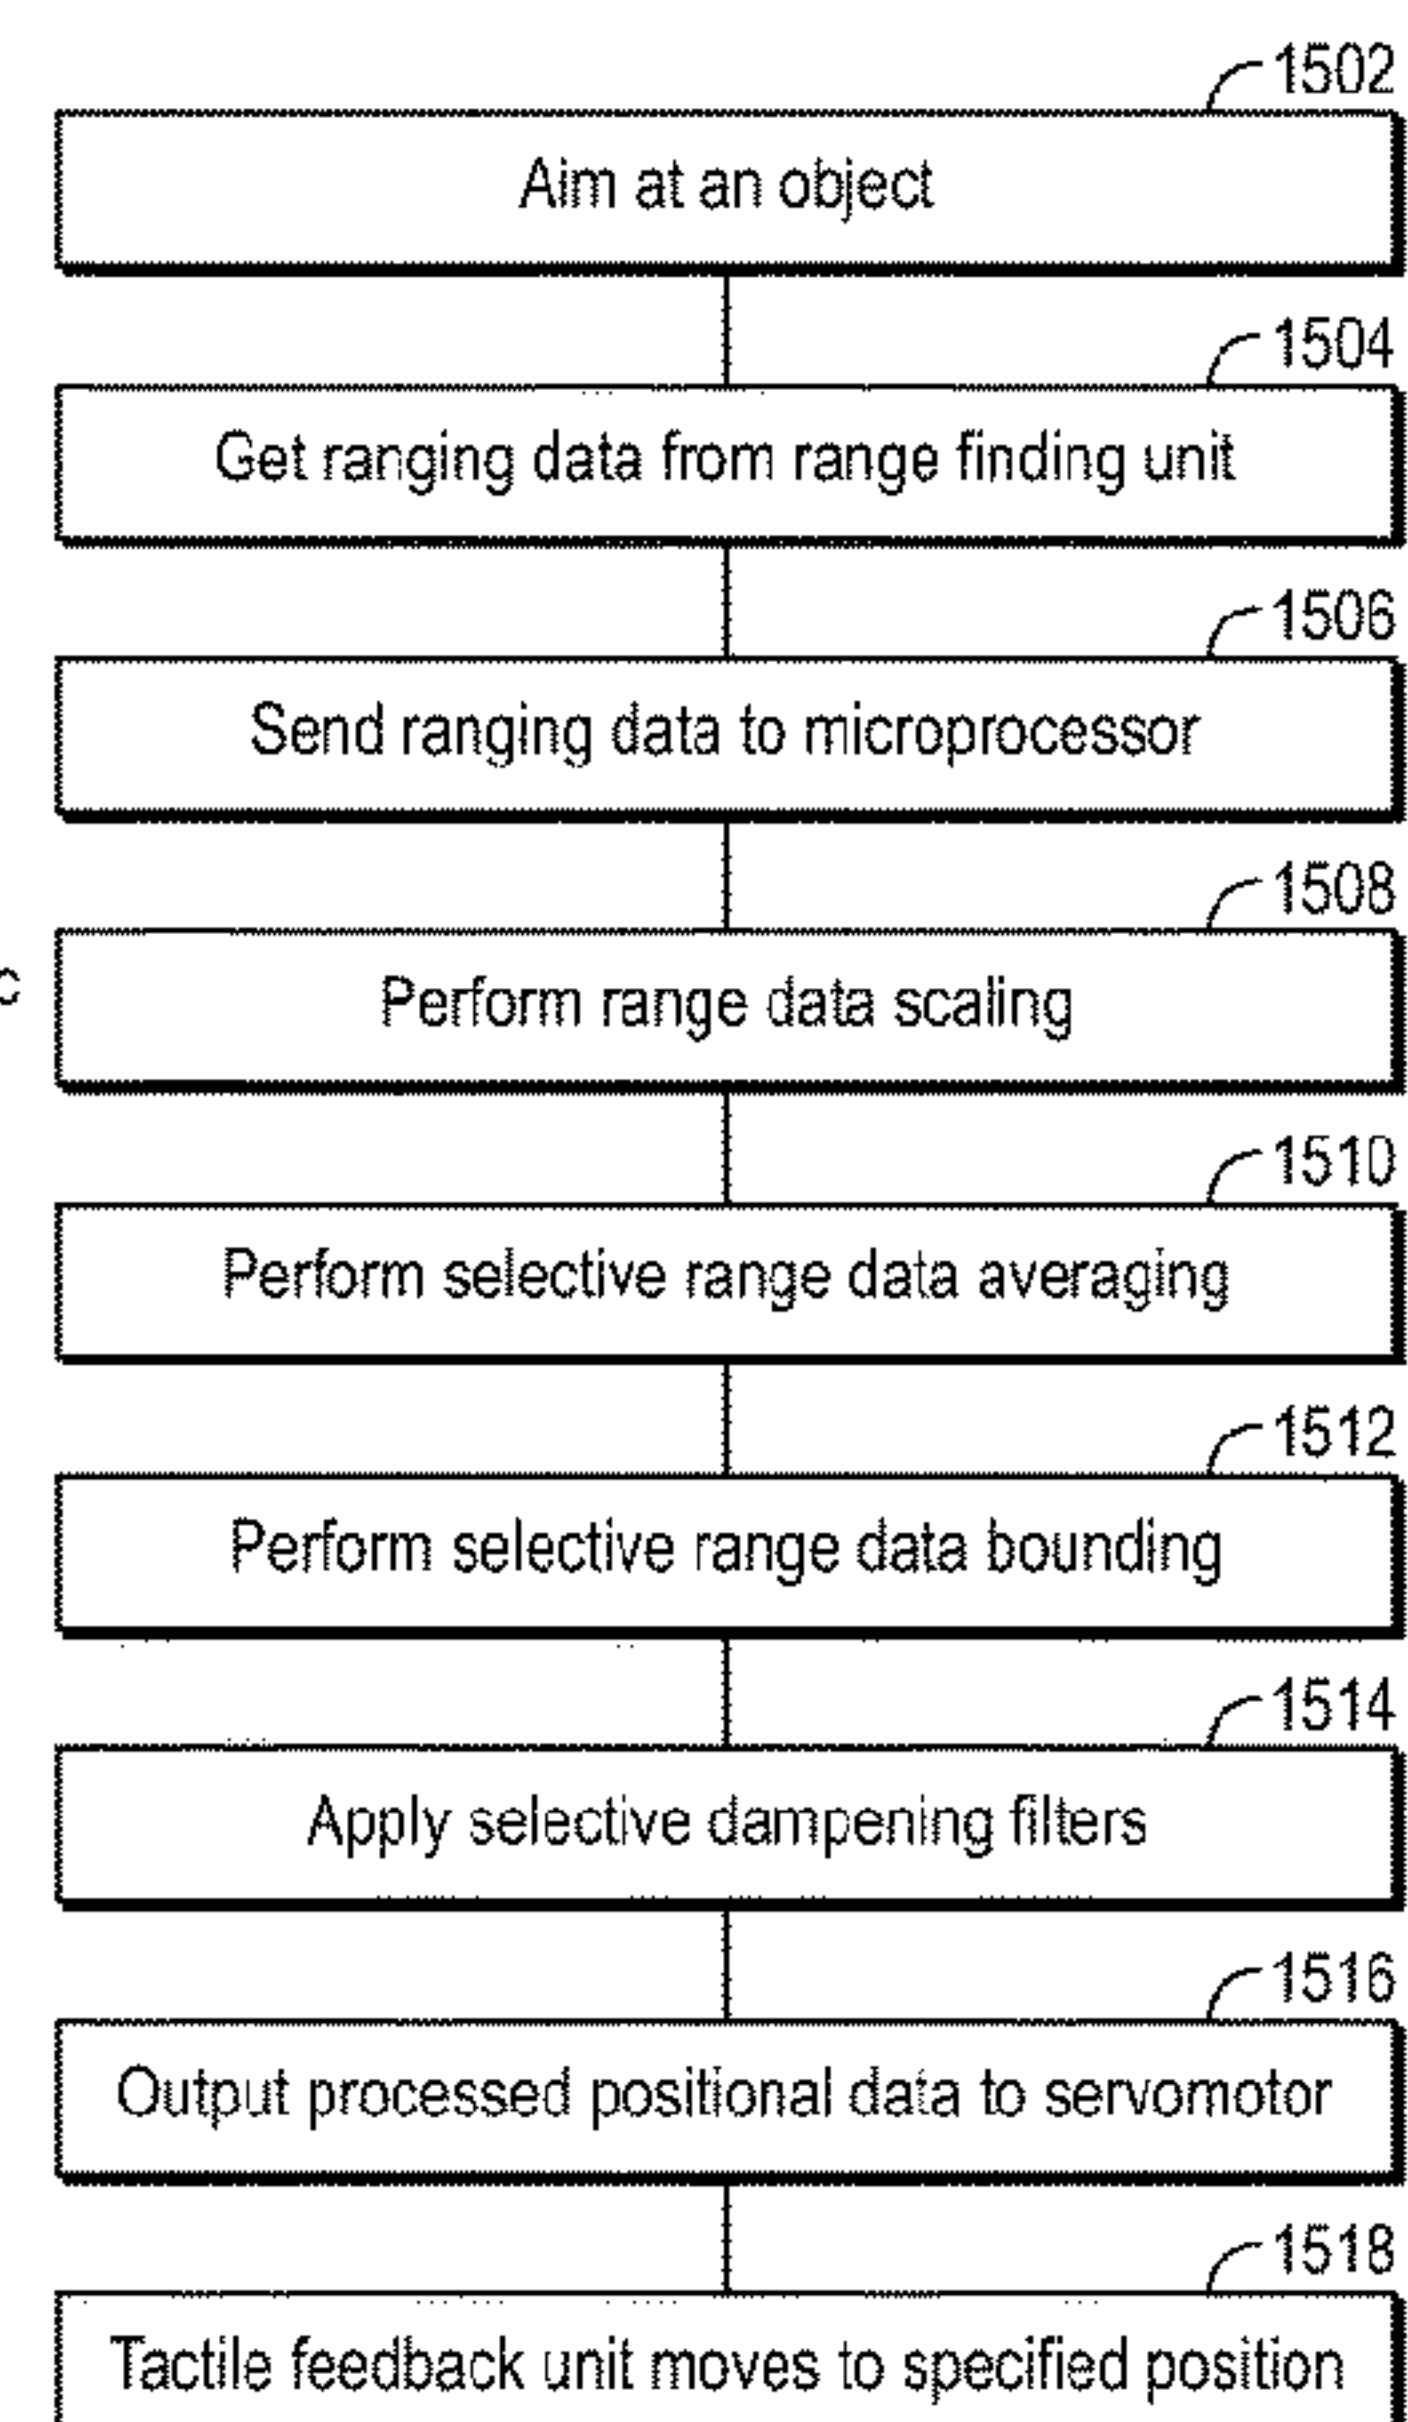 1502
Aim at an object
1504
Get ranging data from range finding unit
1506
Send ranging data to microprocessor
1508
c
Perform range data scaling
1510
Perform selective range data averaging
1512
Perform selective range data bounding
1514
Apply selective dampening filters
1516
Output processed positional data to servomotor
1518
Tactile feedback unit moves to specified position